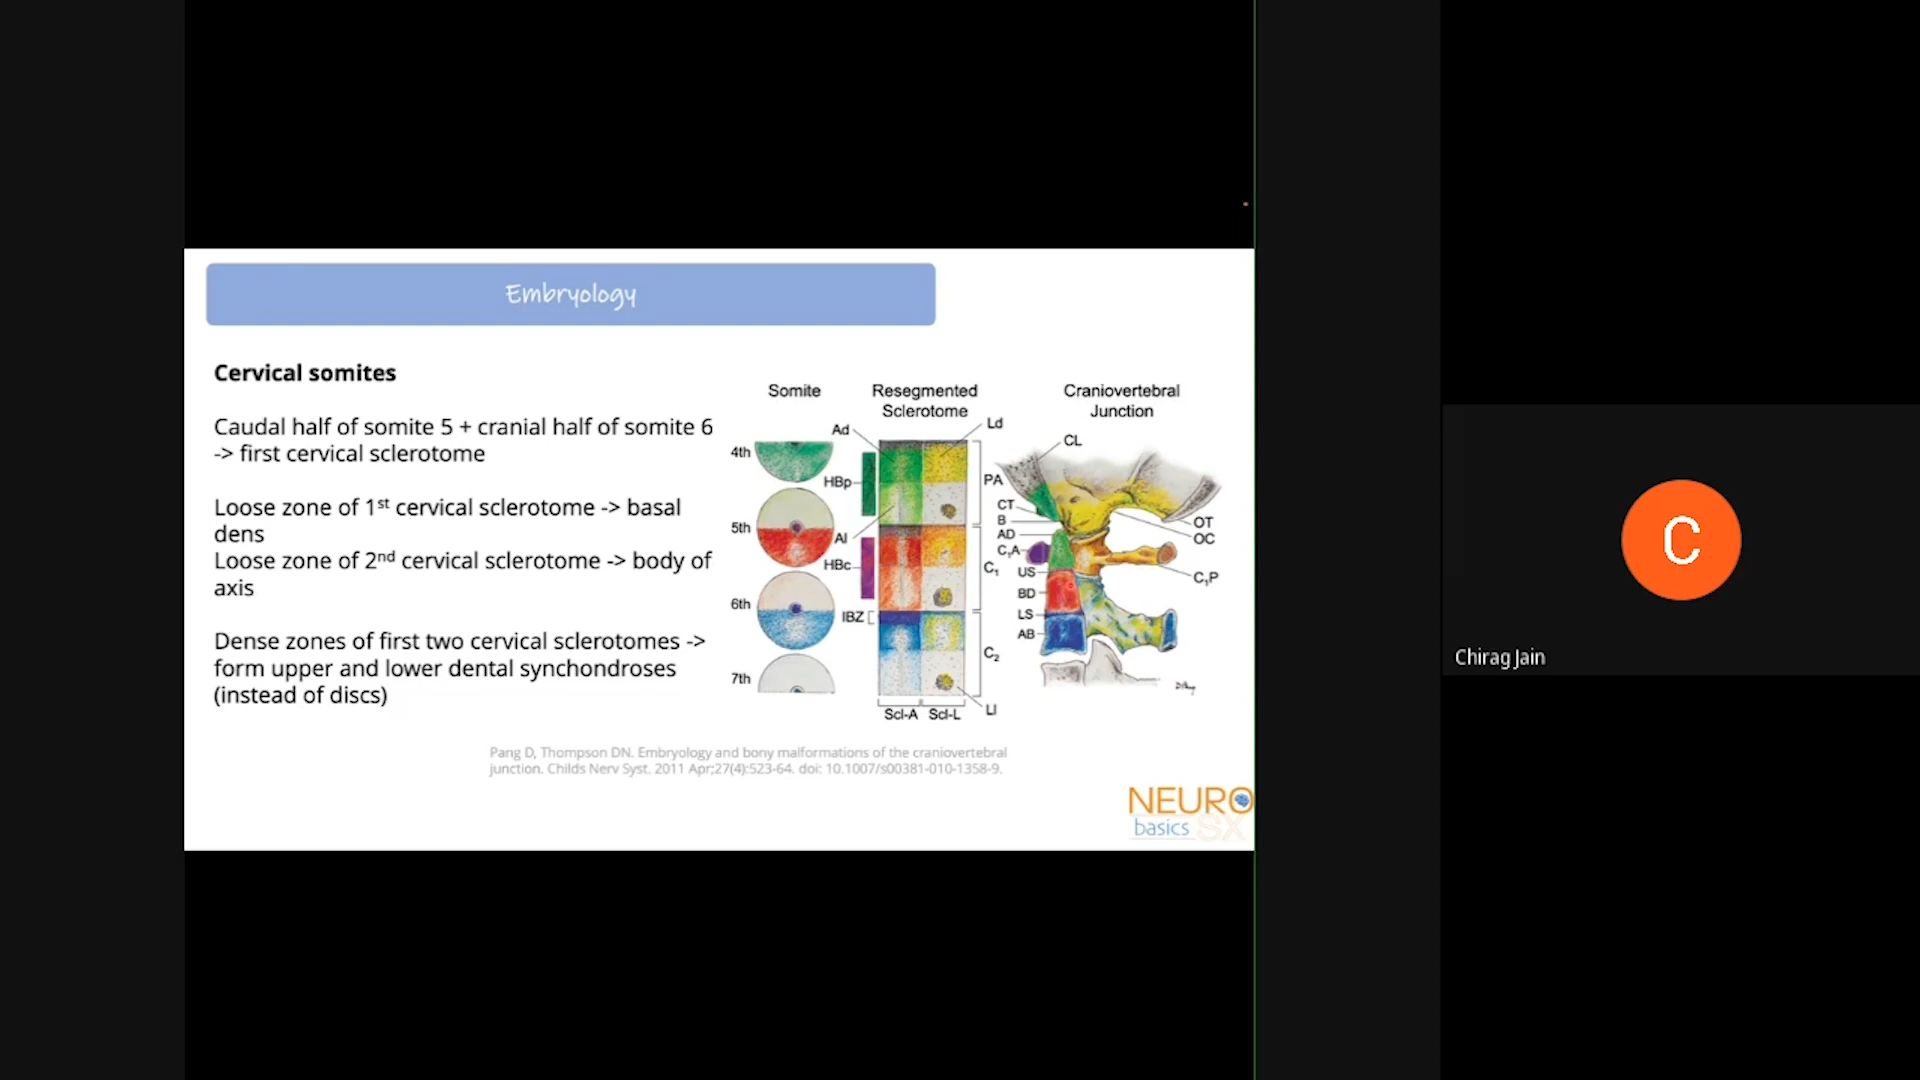 Embryology
Cervical somites
Caudal half of somite 5 + cranial half of somite 6
-> first cervical sclerotome
Loose zone of 1st cervical sclerotome -> basal
dens
Loose zone of 2nd cervical sclerotome -> body of
axis
Dense zones of first two cervical sclerotomes ->
form upper and lower dental synchondroses
(instead of discs)
Somite
Resegmented
Sclerotome
Craniovertebral
Junction
4th
5th
6th
7th
Ad
Ld
HBp
Al
HBc
IBZ
PA
C1
C2
Scl-A Scl-L
LI
CL
CT
B
AD
C1A
US
BD
LS
AB
OT
OC
C1P
Pang D, Thompson DN. Embryology and bony malformations of the craniovertebral
junction. Childs Nerv Syst. 2011 Apr;27(4):523-64. doi: 10.1007/s00381-010-1358-9.
NEURO
basics SX
C
Chirag Jain